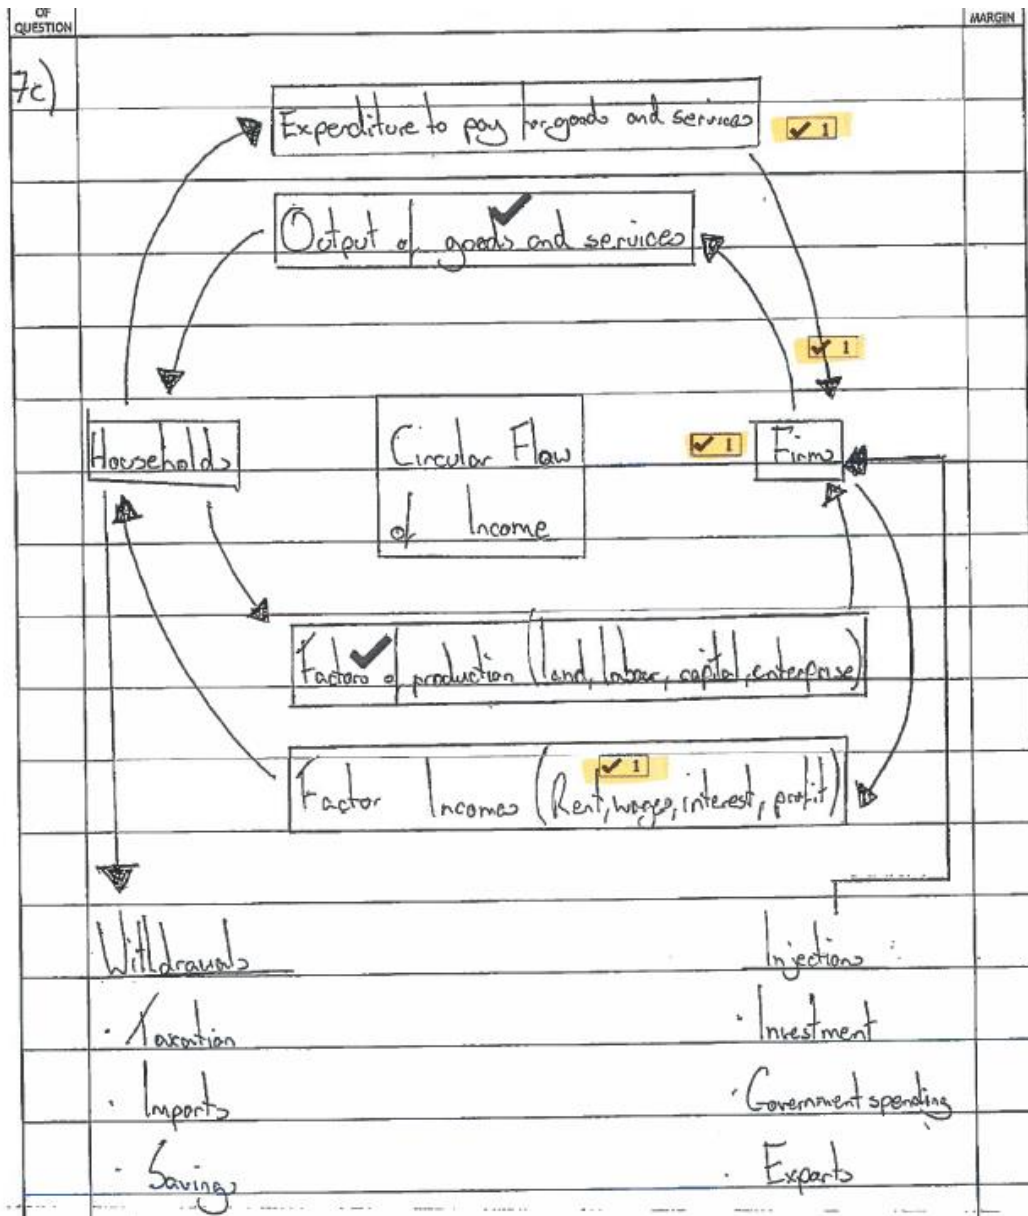 OF
QUESTION
MARGIN
7c)
Expenditure to pay for goods and services
✔ 1
Output of goods and services
✔ 1
Households
Circular Flow
of Income
✔ 1
Firms
Factors of production (land, labour, capital, enterprise)
✔ 1
Factor Incomes (Rent, wages, interest, profit)
Withdrawals
Injections
· Taxation
· Investment
· Imports
· Government spending
· Savings
· Exports